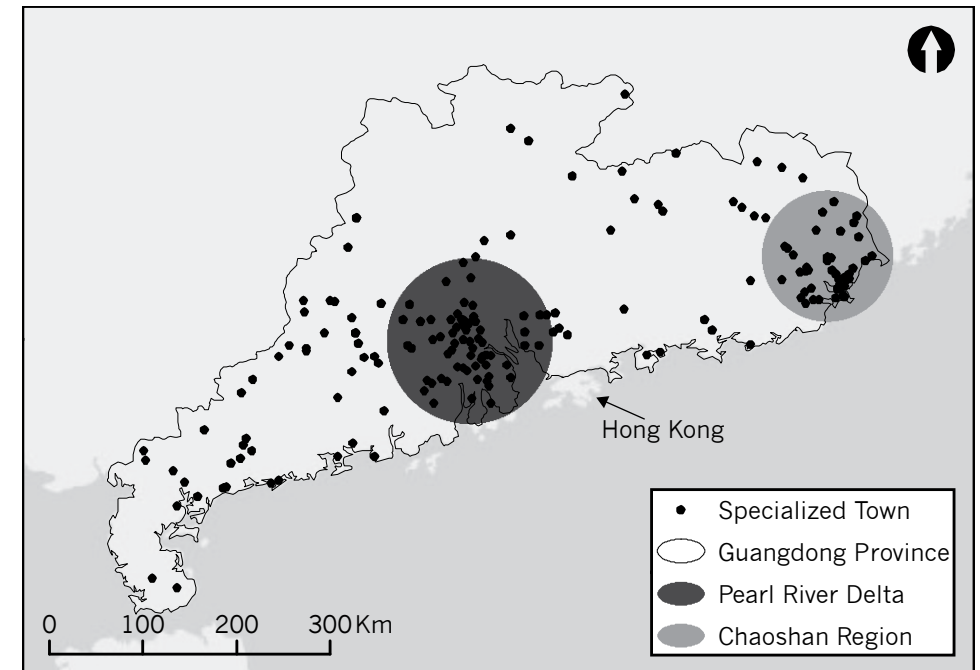 Hong Kong
Specialized Town
Guangdong Province
Pearl River Delta
Chaoshan Region
0 100 200 300 Km